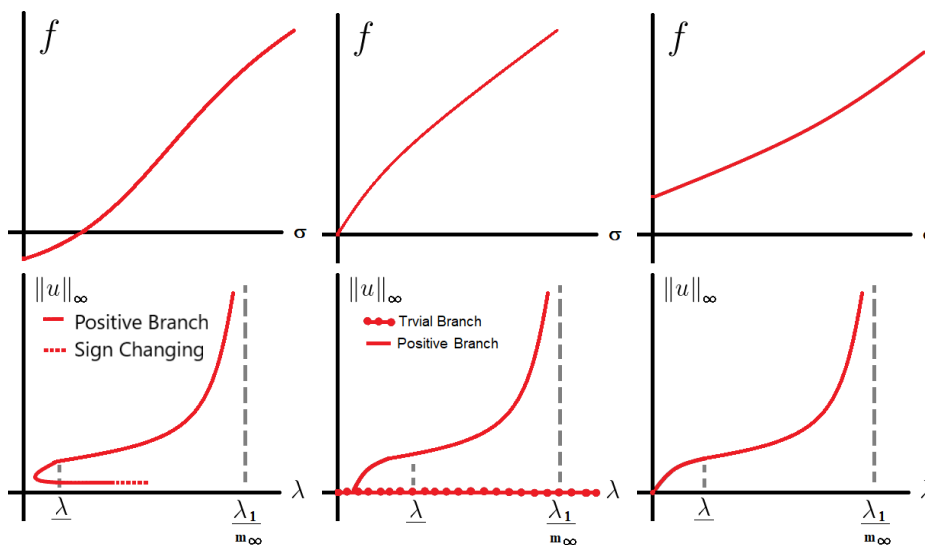 f
σ
f
σ
f
σ
‖u‖∞
Positive Branch
Sign Changing
λ
λ
λ1
m∞
‖u‖∞
Trvial Branch
Positive Branch
λ
λ
λ1
m∞
‖u‖∞
λ
λ
λ1
m∞